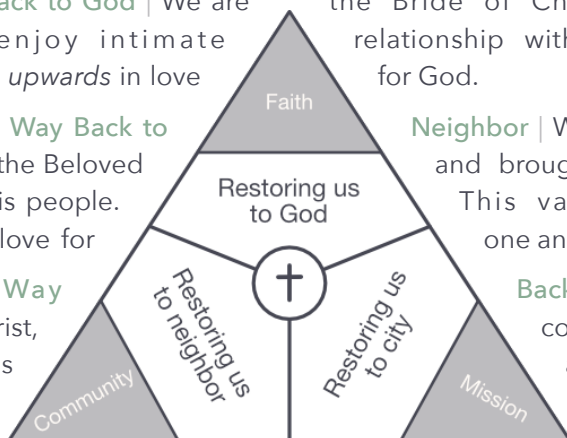 ack to God | We are the Bride of Ch
enjoy intimate relationship with
upwards in love for God.
Faith
Way Back to Neighbor | W
the Beloved and broug
is people. This va
love for one an
Restoring us
to God
Way Back
rist, co
s
Restoring us
to neighbor
Restoring us
to city
Community
Mission